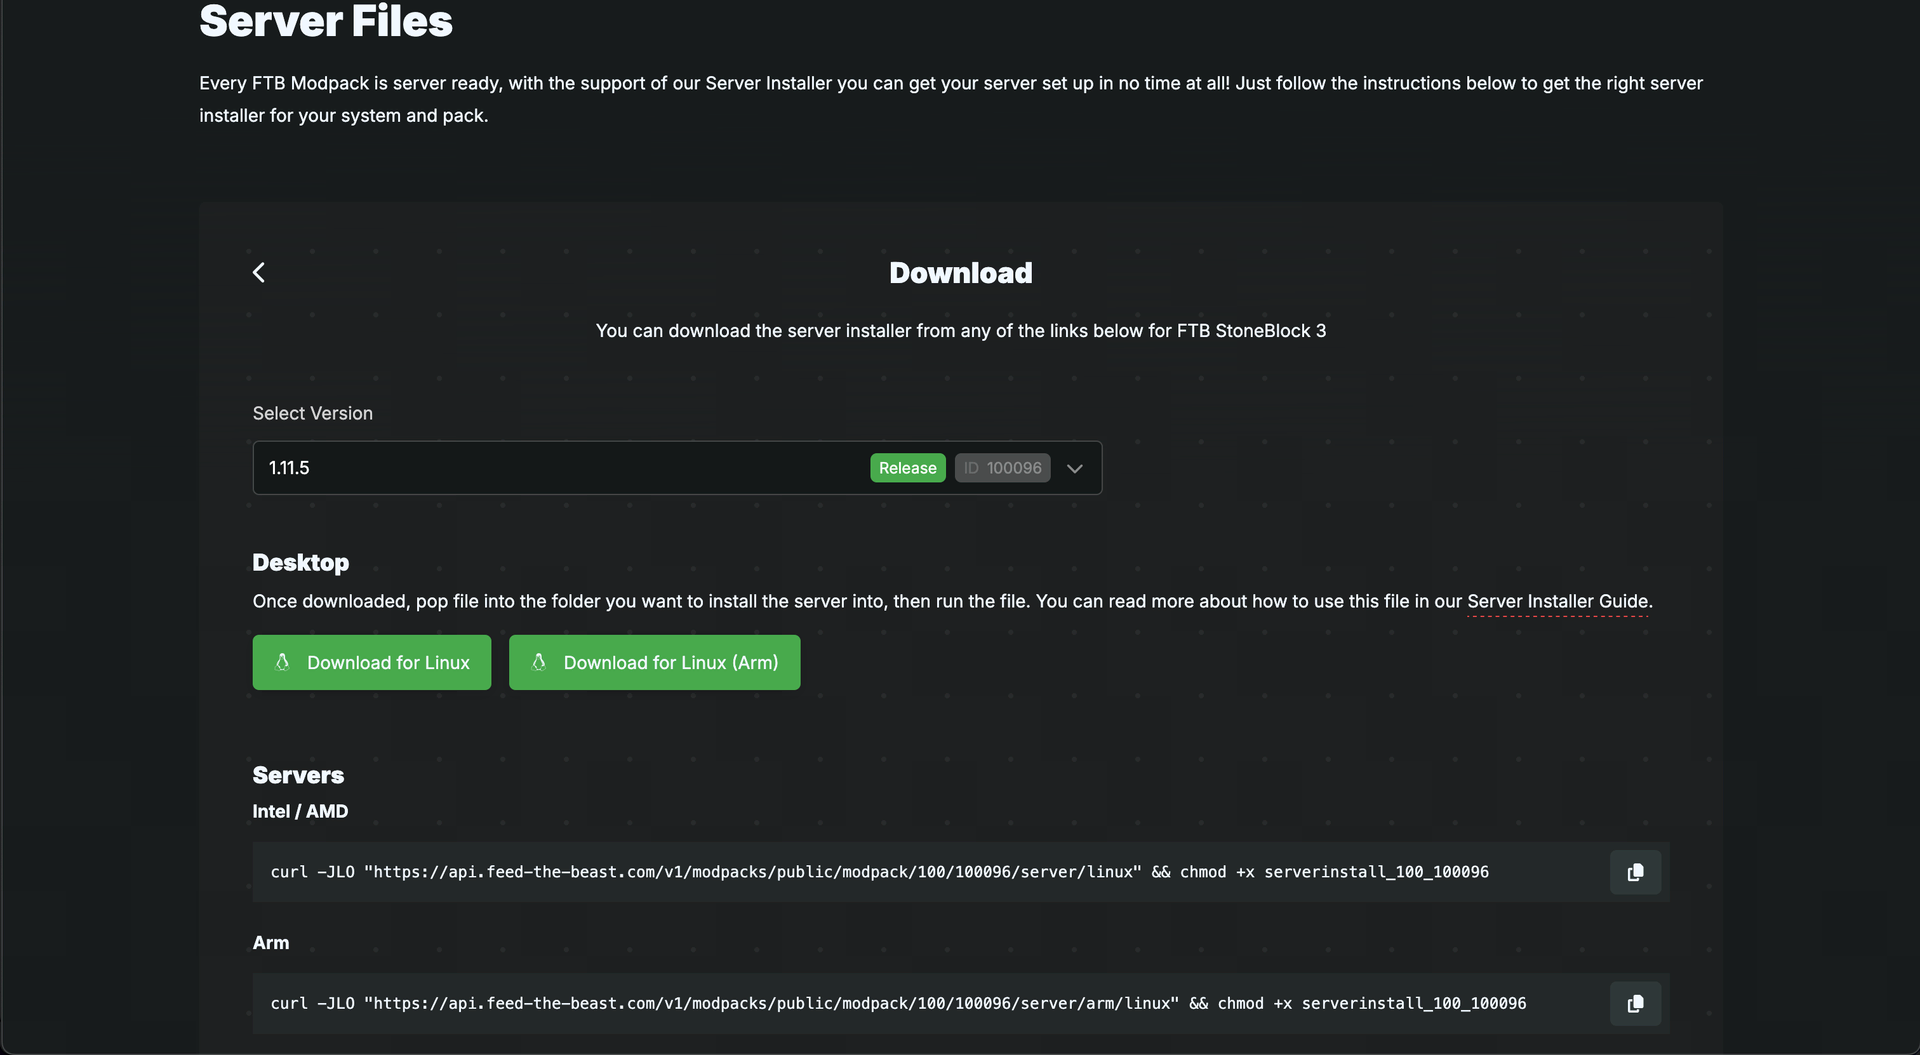 Server Files
Every FTB Modpack is server ready, with the support of our Server Installer you can get your server set up in no time at all! Just follow the instructions below to get the right server
installer for your system and pack.
Download
You can download the server installer from any of the links below for FTB StoneBlock 3
Select Version
1.11.5 Release ID 100096
Desktop
Once downloaded, pop file into the folder you want to install the server into, then run the file. You can read more about how to use this file in our Server Installer Guide.
Download for Linux Download for Linux (Arm)
Servers
Intel / AMD
curl -JLO "https://api.feed-the-beast.com/v1/modpacks/public/modpack/100/100096/server/linux" && chmod +x serverinstall_100_100096
Arm
curl -JLO "https://api.feed-the-beast.com/v1/modpacks/public/modpack/100/100096/server/arm/linux" && chmod +x serverinstall_100_100096